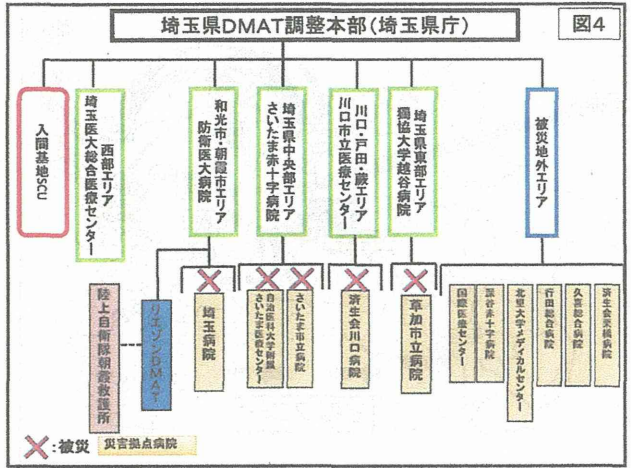 埼玉県DMAT調整本部(埼玉県庁)
図4
入間基地SCU
西部エリア
埼玉医大総合医療センター
和光市・朝霞市エリア
防衛医大病院
埼玉県中央部エリア
さいたま赤十字病院
川口・戸田・蕨エリア
川口市立医療センター
埼玉県東部エリア
獨協大学越谷病院
被災地外エリア
陸上自衛隊朝霞救護所
リエゾンDMAT
埼玉病院
自治医科大学附属
さいたま医療センター
さいたま市立病院
済生会川口病院
草加市立病院
国際医療センター
深谷赤十字病院
北里大学メディカルセンター
行田総合病院
久喜総合病院
済生会栗橋病院
:被災
災害拠点病院